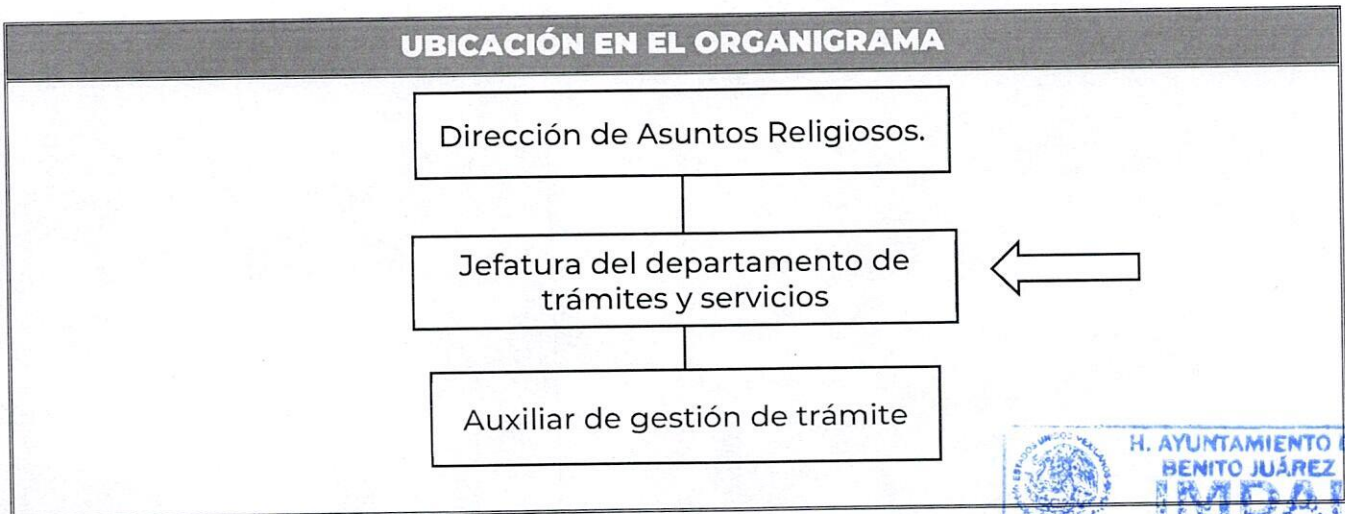 UBICACIÓN EN EL ORGANIGRAMA
Dirección de Asuntos Religiosos.
Jefatura del departamento de
trámites y servicios
Auxiliar de gestión de trámite
H. AYUNTAMIENTO
BENITO JUÁREZ